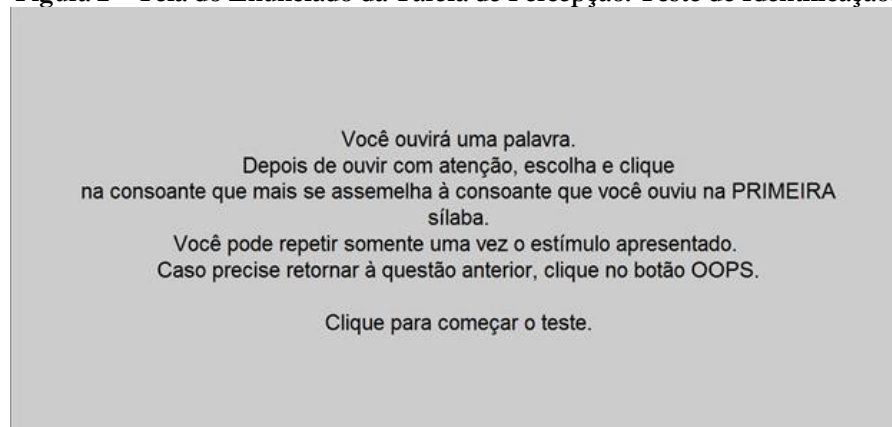 Você ouvirá uma palavra.
Depois de ouvir com atenção, escolha e clique
na consoante que mais se assemelha à consoante que você ouviu na PRIMEIRA
sílaba.
Você pode repetir somente uma vez o estímulo apresentado.
Caso precise retornar à questão anterior, clique no botão OOPS.
Clique para começar o teste.